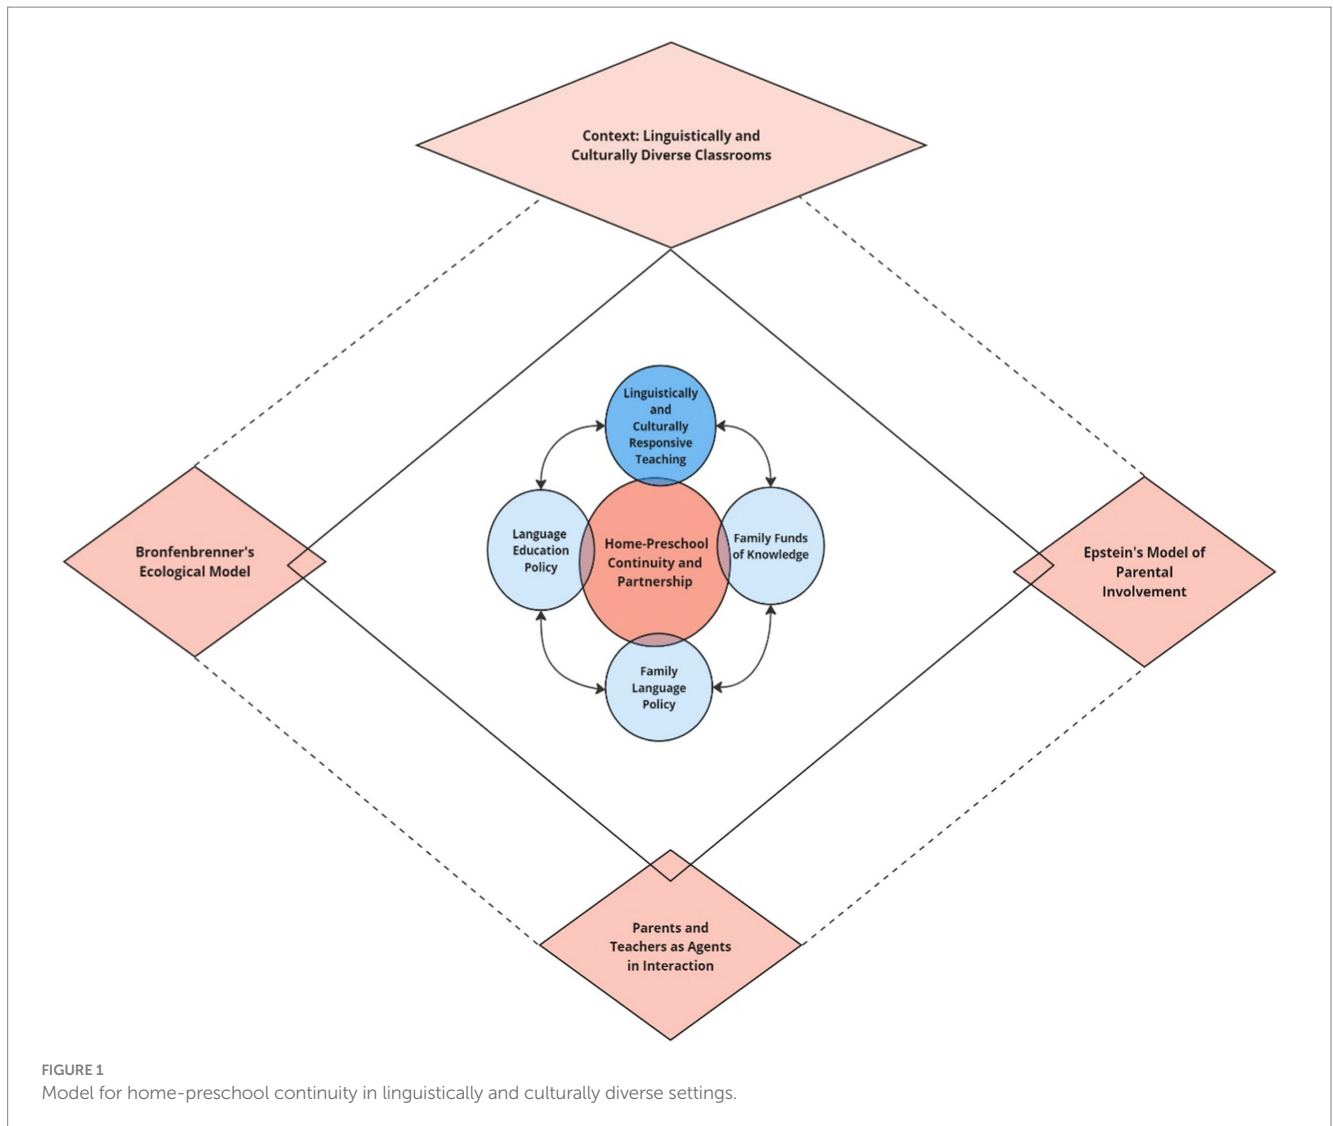 Context: Linguistically and
Culturally Diverse Classrooms
Linguistically
and
Culturally
Responsive
Teaching
Language
Education
Policy
Home-Preschool
Continuity and
Partnership
Family Funds
of Knowledge
Family
Language
Policy
Bronfenbrenner's
Ecological Model
Epstein's Model of
Parental
Involvement
Parents and
Teachers as Agents
in Interaction
FIGURE 1
Model for home-preschool continuity in linguistically and culturally diverse settings.